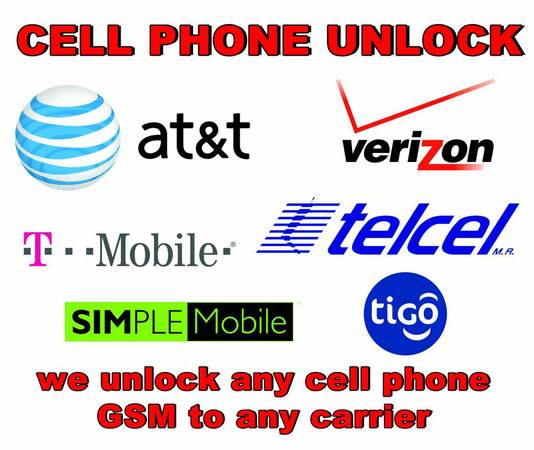 CELL PHONE UNLOCK
at&t
verizon
T··Mobile·®
telcel M.R.
SIMPLE Mobile
tigo
we unlock any cell phone
GSM to any carrier